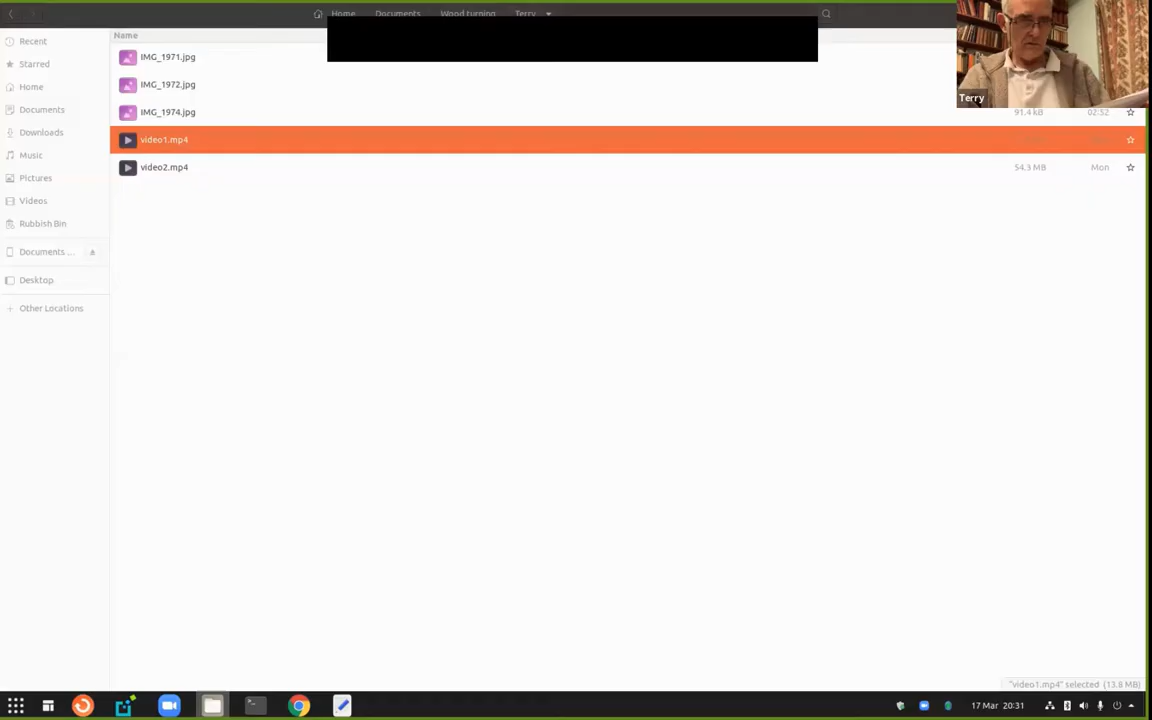 Home Documents Wood turning Terry
Name
Recent
Starred
Home
Documents
Downloads
Music
Pictures
Videos
Rubbish Bin
Documents ...
Desktop
+ Other Locations
IMG_1971.jpg
IMG_1972.jpg
IMG_1974.jpg 91.4 kB 02:52
video1.mp4
video2.mp4 54.3 MB Mon
Terry
"video1.mp4" selected (13.8 MB)
17 Mar 20:31